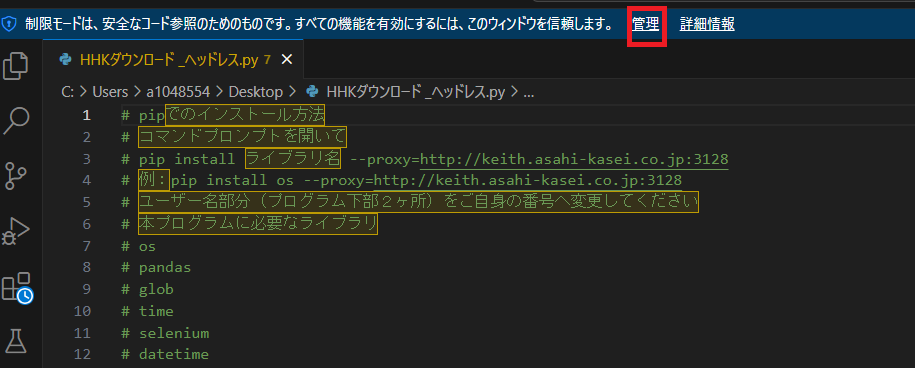 制限モードは、安全なコード参照のためのものです。すべての機能を有効にするには、このウィンドウを信頼します。 管理 詳細情報
HHKダウンロード_ヘッドレス.py 7
C: > Users > a1048554 > Desktop > HHKダウンロード_ヘッドレス.py > ...
1 # pipでのインストール方法
2 # コマンドプロンプトを開いて
3 # pip install ライブラリ名 --proxy=http://keith.asahi-kasei.co.jp:3128
4 # 例：pip install os --proxy=http://keith.asahi-kasei.co.jp:3128
5 # ユーザー名部分（プログラム下部２ヶ所）をご自身の番号へ変更してください
6 # 本プログラムに必要なライブラリ
7 # os
8 # pandas
9 # glob
10 # time
11 # selenium
12 # datetime